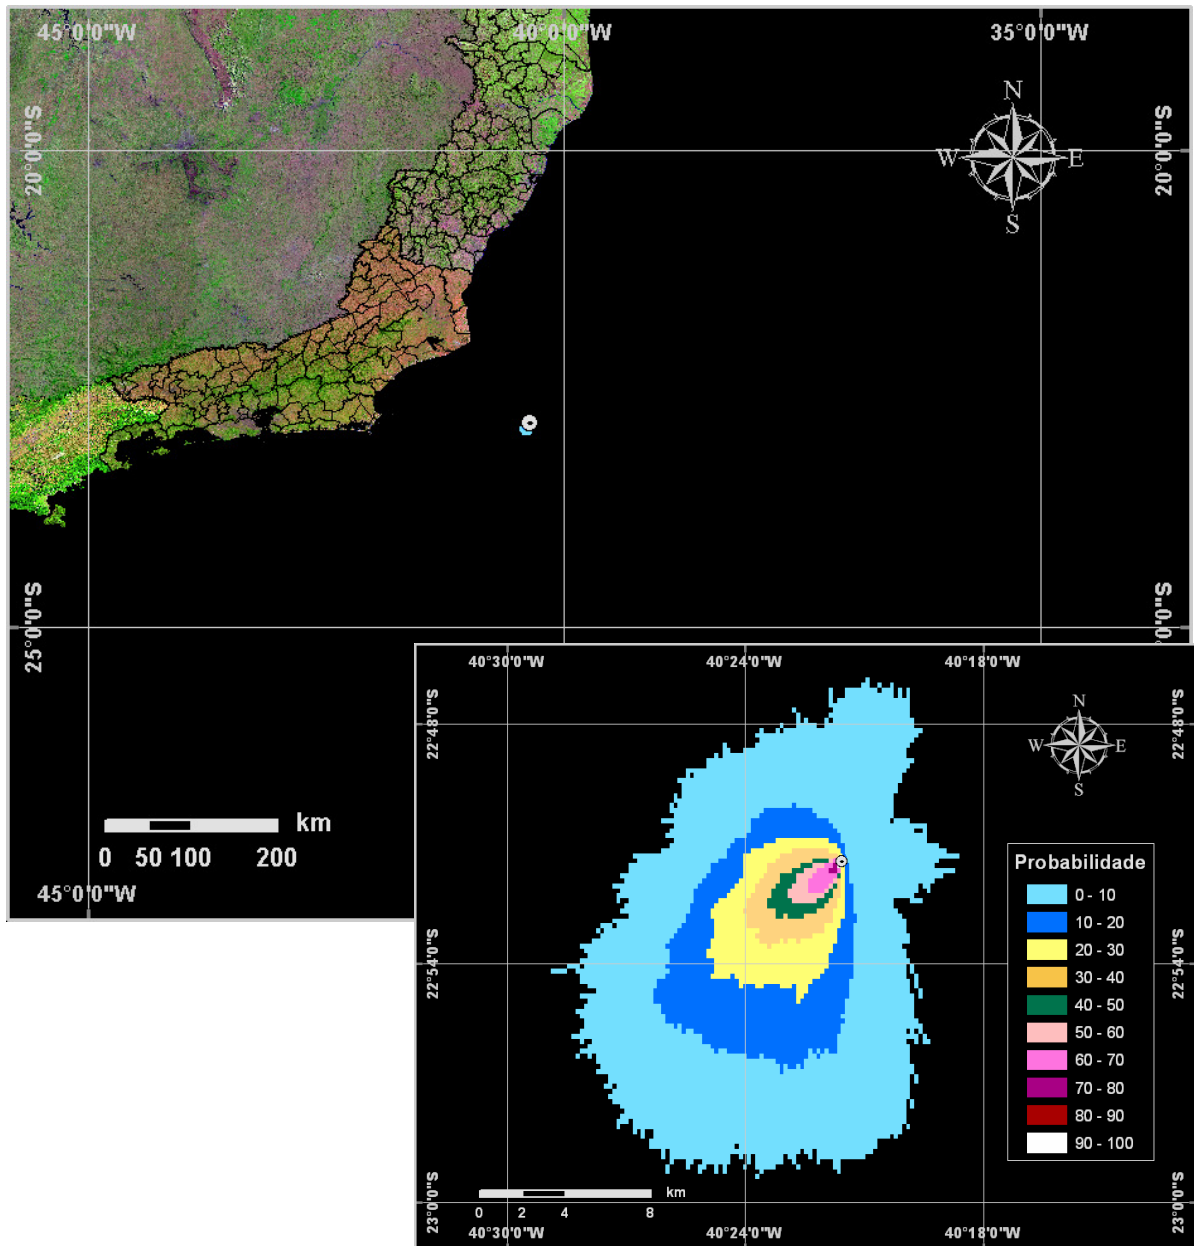 45°0'0"W 40°0'0"W 35°0'0"W
N
W E
S
20°0'0"S 20°0'0"S
25°0'0"S 25°0'0"S
km
0 50 100 200
45°0'0"W
40°30'0"W 40°24'0"W 40°18'0"W
N
W E
S
22°48'0"S 22°48'0"S
Probabilidade
0 - 10
10 - 20
20 - 30
30 - 40
40 - 50
50 - 60
60 - 70
70 - 80
80 - 90
90 - 100
22°54'0"S 22°54'0"S
km
0 2 4 8
23°0'0"S 23°0'0"S
40°30'0"W 40°24'0"W 40°18'0"W